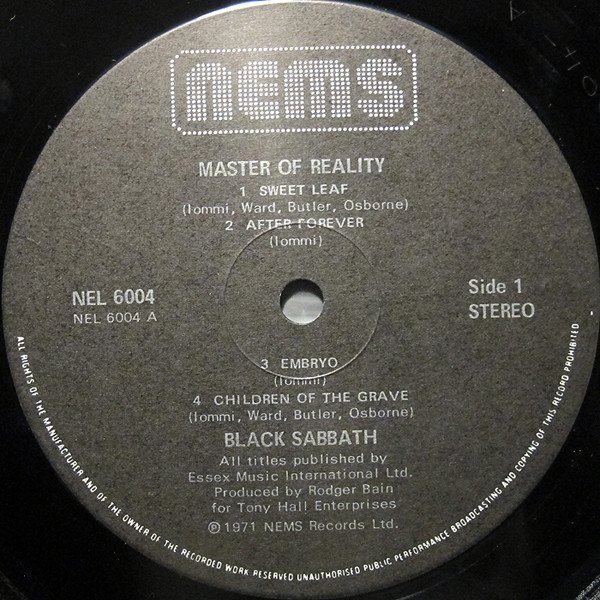 nems
MASTER OF REALITY
1 SWEET LEAF
(Iommi, Ward, Butler, Osborne)
2 AFTER FOREVER
(Iommi)
NEL 6004
NEL 6004 A
Side 1
STEREO
3 EMBRYO
(Iommi)
4 CHILDREN OF THE GRAVE
(Iommi, Ward, Butler, Osborne)
BLACK SABBATH
All titles published by
Essex Music International Ltd.
Produced by Rodger Bain
for Tony Hall Enterprises
℗1971 NEMS Records Ltd.
ALL RIGHTS OF THE MANUFACTURER AND OF THE OWNER OF THE RECORDED WORK RESERVED UNAUTHORISED PUBLIC PERFORMANCE BROADCASTING AND COPYING OF THIS RECORD PROHIBITED